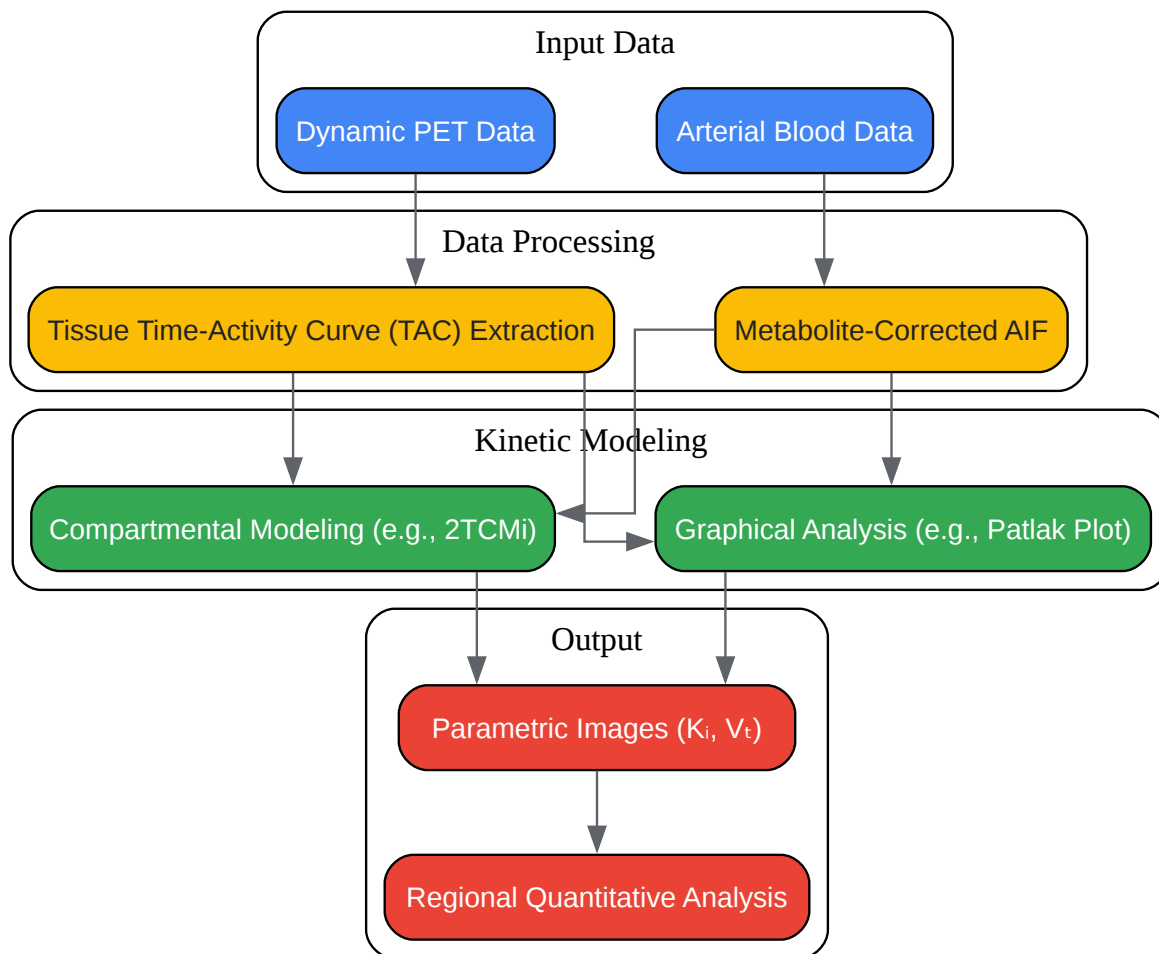 Input Data
Dynamic PET Data
Arterial Blood Data
Data Processing
Tissue Time-Activity Curve (TAC) Extraction
Metabolite-Corrected AIF
Kinetic Modeling
Compartmental Modeling (e.g., 2TCMi)
Graphical Analysis (e.g., Patlak Plot)
Output
Parametric Images (Kᵢ, Vₜ)
Regional Quantitative Analysis